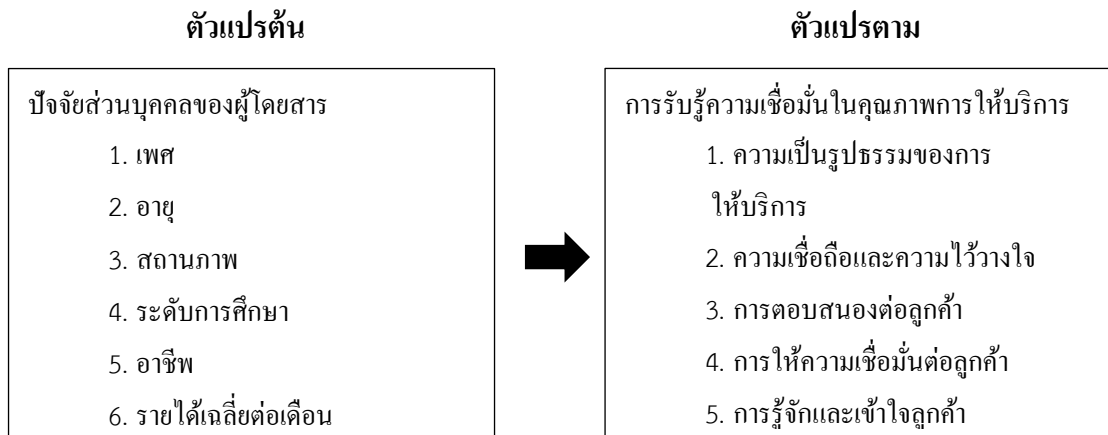 ตัวแปรต้น
ปัจจัยส่วนบุคคลของผู้โดยสาร
1. เพศ
2. อายุ
3. สถานภาพ
4. ระดับการศึกษา
5. อาชีพ
6. รายได้เฉลี่ยต่อเดือน
ตัวแปรตาม
การรับรู้ความเชื่อมั่นในคุณภาพการให้บริการ
1. ความเป็นรูปธรรมของการ
ให้บริการ
2. ความเชื่อถือและความไว้วางใจ
3. การตอบสนองต่อลูกค้า
4. การให้ความเชื่อมั่นต่อลูกค้า
5. การรู้จักและเข้าใจลูกค้า